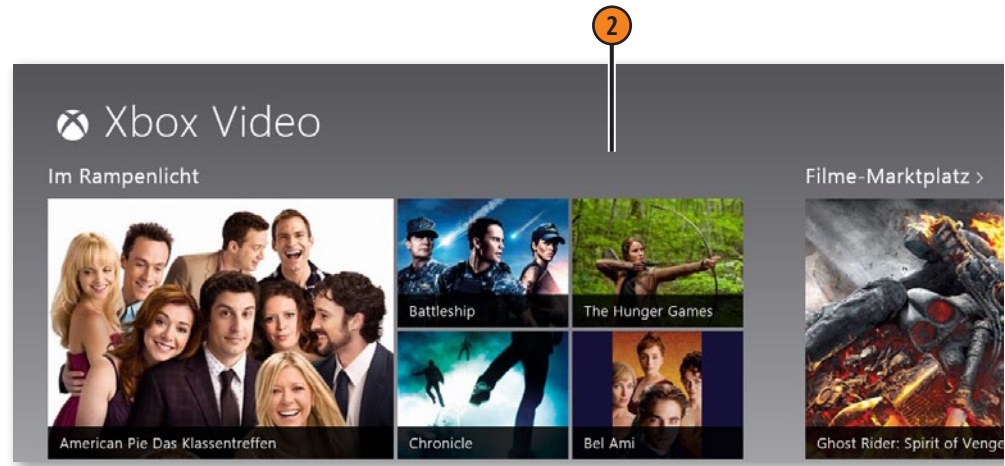 2
Xbox Video
Im Rampenlicht
Filme-Marktplatz >
Battleship
The Hunger Games
American Pie Das Klassentreffen
Chronicle
Bel Ami
Ghost Rider: Spirit of Venge